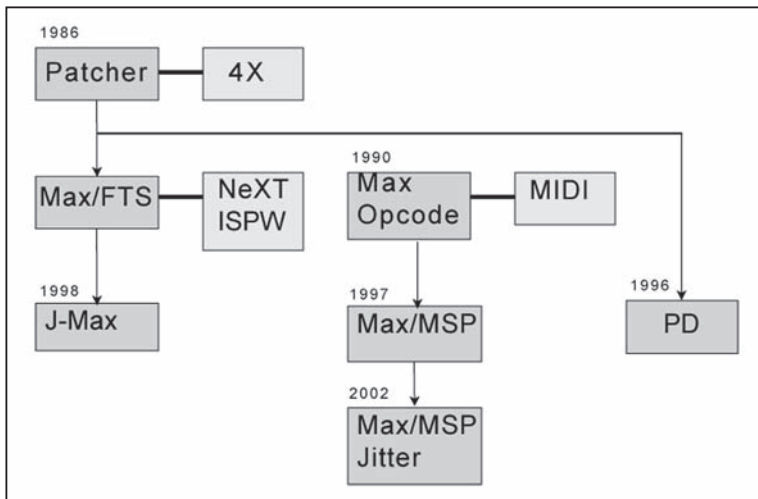 1986
Patcher
4X
Max/FTS
NeXT
ISPW
1990
Max
Opcode
MIDI
1998
J-Max
1997
Max/MSP
1996
PD
2002
Max/MSP
Jitter